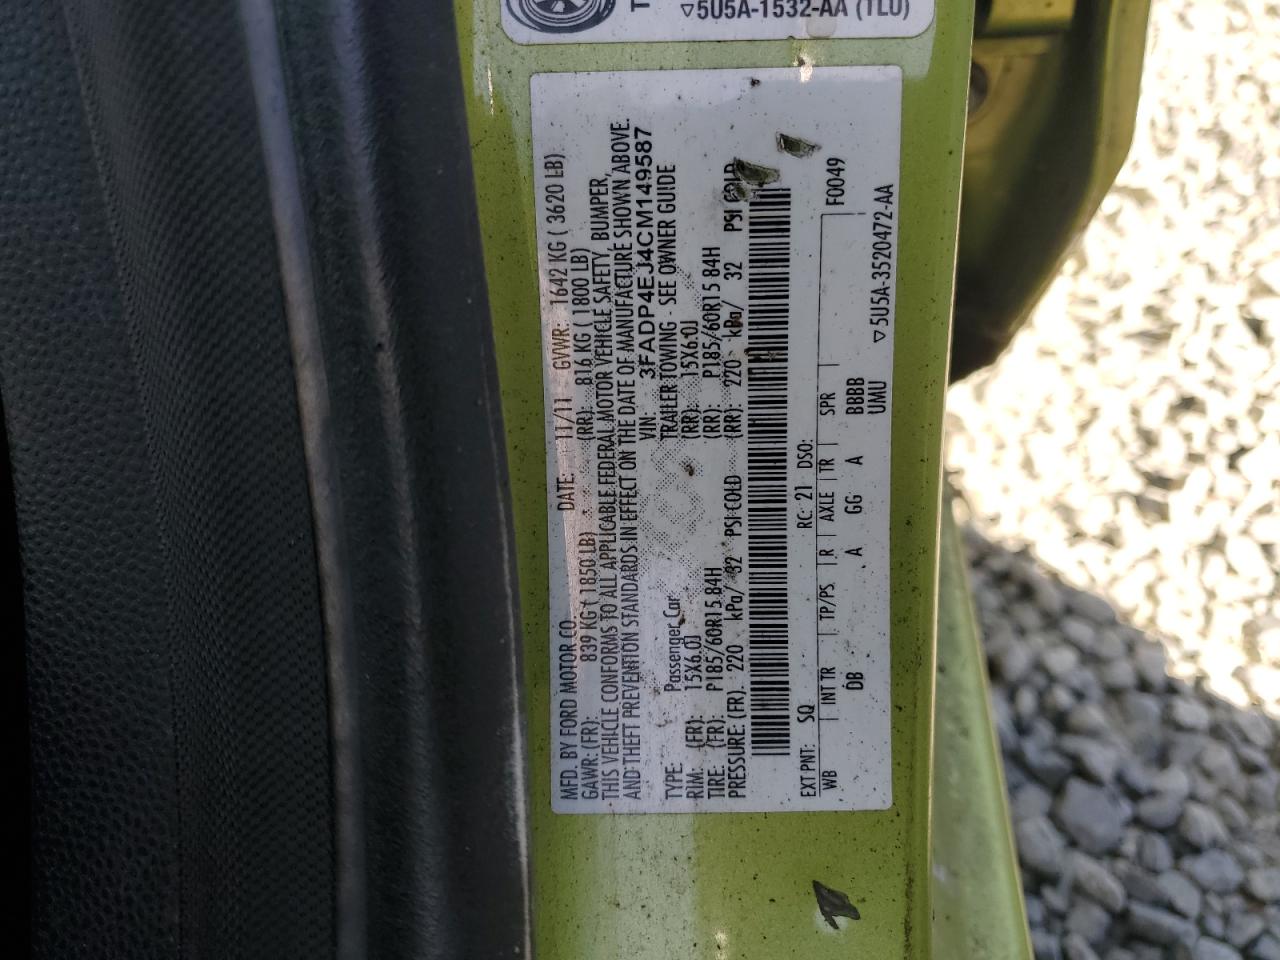 5U5A-1532-AA (TLU)
MFD. BY FORD MOTOR CO. DATE: 11/11 GVWR: 1642 KG ( 3620 LB)
GAWR: (FR): 839 KG ( 1850 LB) (RR): 816 KG ( 1800 LB)
THIS VEHICLE CONFORMS TO ALL APPLICABLE FEDERAL MOTOR VEHICLE SAFETY, BUMPER,
AND THEFT PREVENTION STANDARDS IN EFFECT ON THE DATE OF MANUFACTURE SHOWN ABOVE.
VIN: 3FADP4EJ4CM149587
TYPE: Passenger Car TRAILER TOWING - SEE OWNER GUIDE
RIM: (FR): 15X6.0J (RR): 15X6.0J
TIRE: (FR): P185/60R15 84H (RR): P185/60R15 84H
PRESSURE: (FR): 220 kPa/ 32 PSI COLD (RR): 220 kPa/ 32 PSI COLD
EXT PNT: SQ RC: 21 DSO: F0049
WB INT TR TP/PS R AXLE TR SPR
DB A GG A BBBB
UMU
▽5U5A-3520472-AA